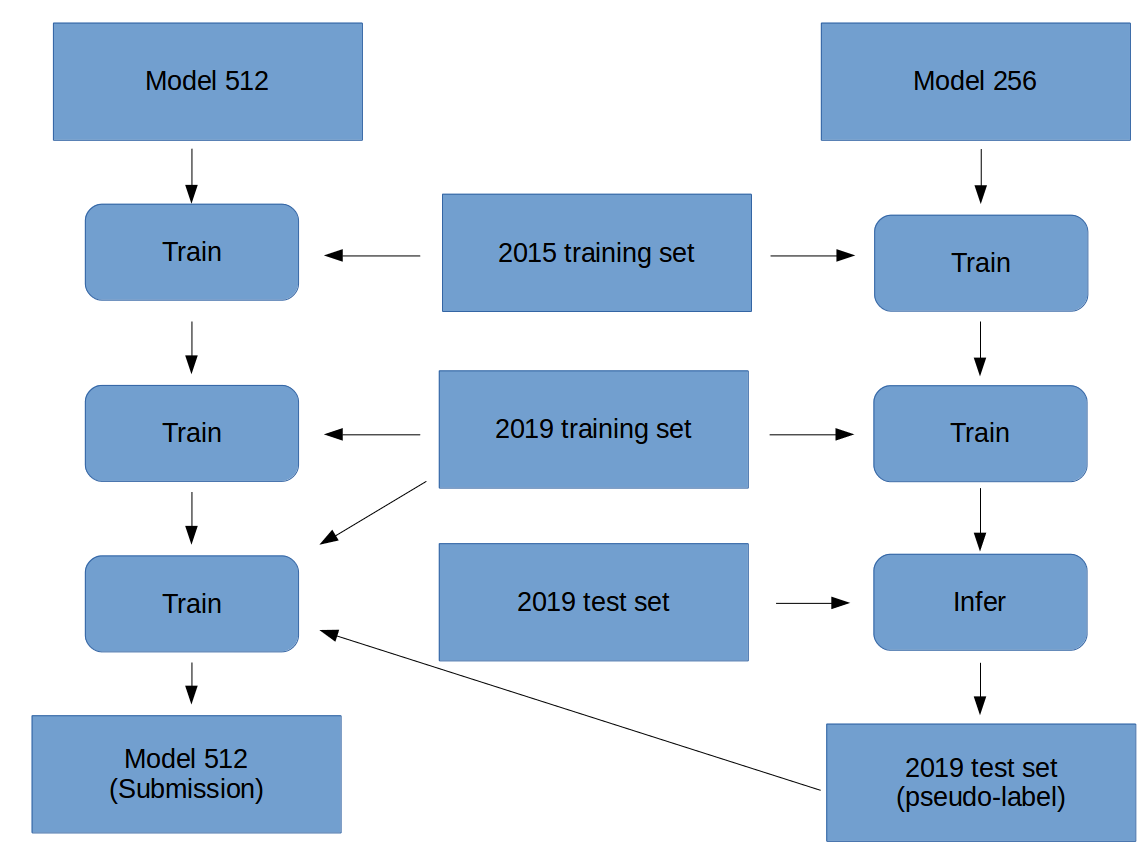 Model 512
Model 256
Train
2015 training set
Train
Train
2019 training set
Train
Train
2019 test set
Infer
Model 512
(Submission)
2019 test set
(pseudo-label)